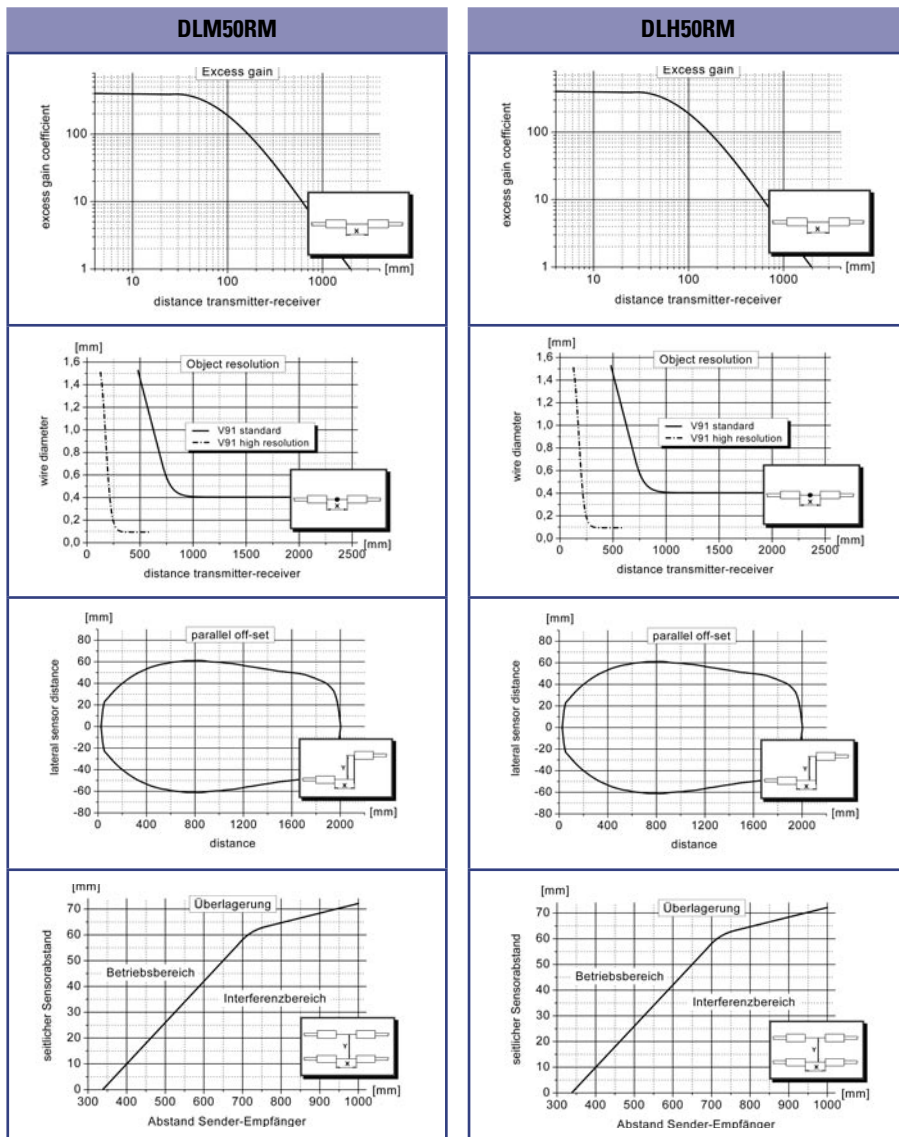 DLM50RM
Excess gain
excess gain coefficient
100
10
1
10
100
1000
[mm]
distance transmitter-receiver
X
[mm]
Object resolution
wire diameter
1,6
1,4
1,2
1,0
0,8
0,6
0,4
0,2
0,0
V91 standard
V91 high resolution
0
500
1000
1500
2000
2500
[mm]
distance transmitter-receiver
X
[mm]
parallel off-set
lateral sensor distance
80
60
40
20
0
-20
-40
-60
-80
0
400
800
1200
1600
2000
[mm]
distance
Y
X
[mm]
Überlagerung
seitlicher Sensorabstand
70
60
50
40
30
20
10
0
Betriebsbereich
Interferenzbereich
300
400
500
600
700
800
900
1000
[mm]
Abstand Sender-Empfänger
Y
X
DLH50RM
Excess gain
excess gain coefficient
100
10
1
10
100
1000
[mm]
distance transmitter-receiver
X
[mm]
Object resolution
wire diameter
1,6
1,4
1,2
1,0
0,8
0,6
0,4
0,2
0,0
V91 standard
V91 high resolution
0
500
1000
1500
2000
2500
[mm]
distance transmitter-receiver
X
[mm]
parallel off-set
lateral sensor distance
80
60
40
20
0
-20
-40
-60
-80
0
400
800
1200
1600
2000
[mm]
distance
Y
X
[mm]
Überlagerung
seitlicher Sensorabstand
70
60
50
40
30
20
10
0
Betriebsbereich
Interferenzbereich
300
400
500
600
700
800
900
1000
[mm]
Abstand Sender-Empfänger
Y
X